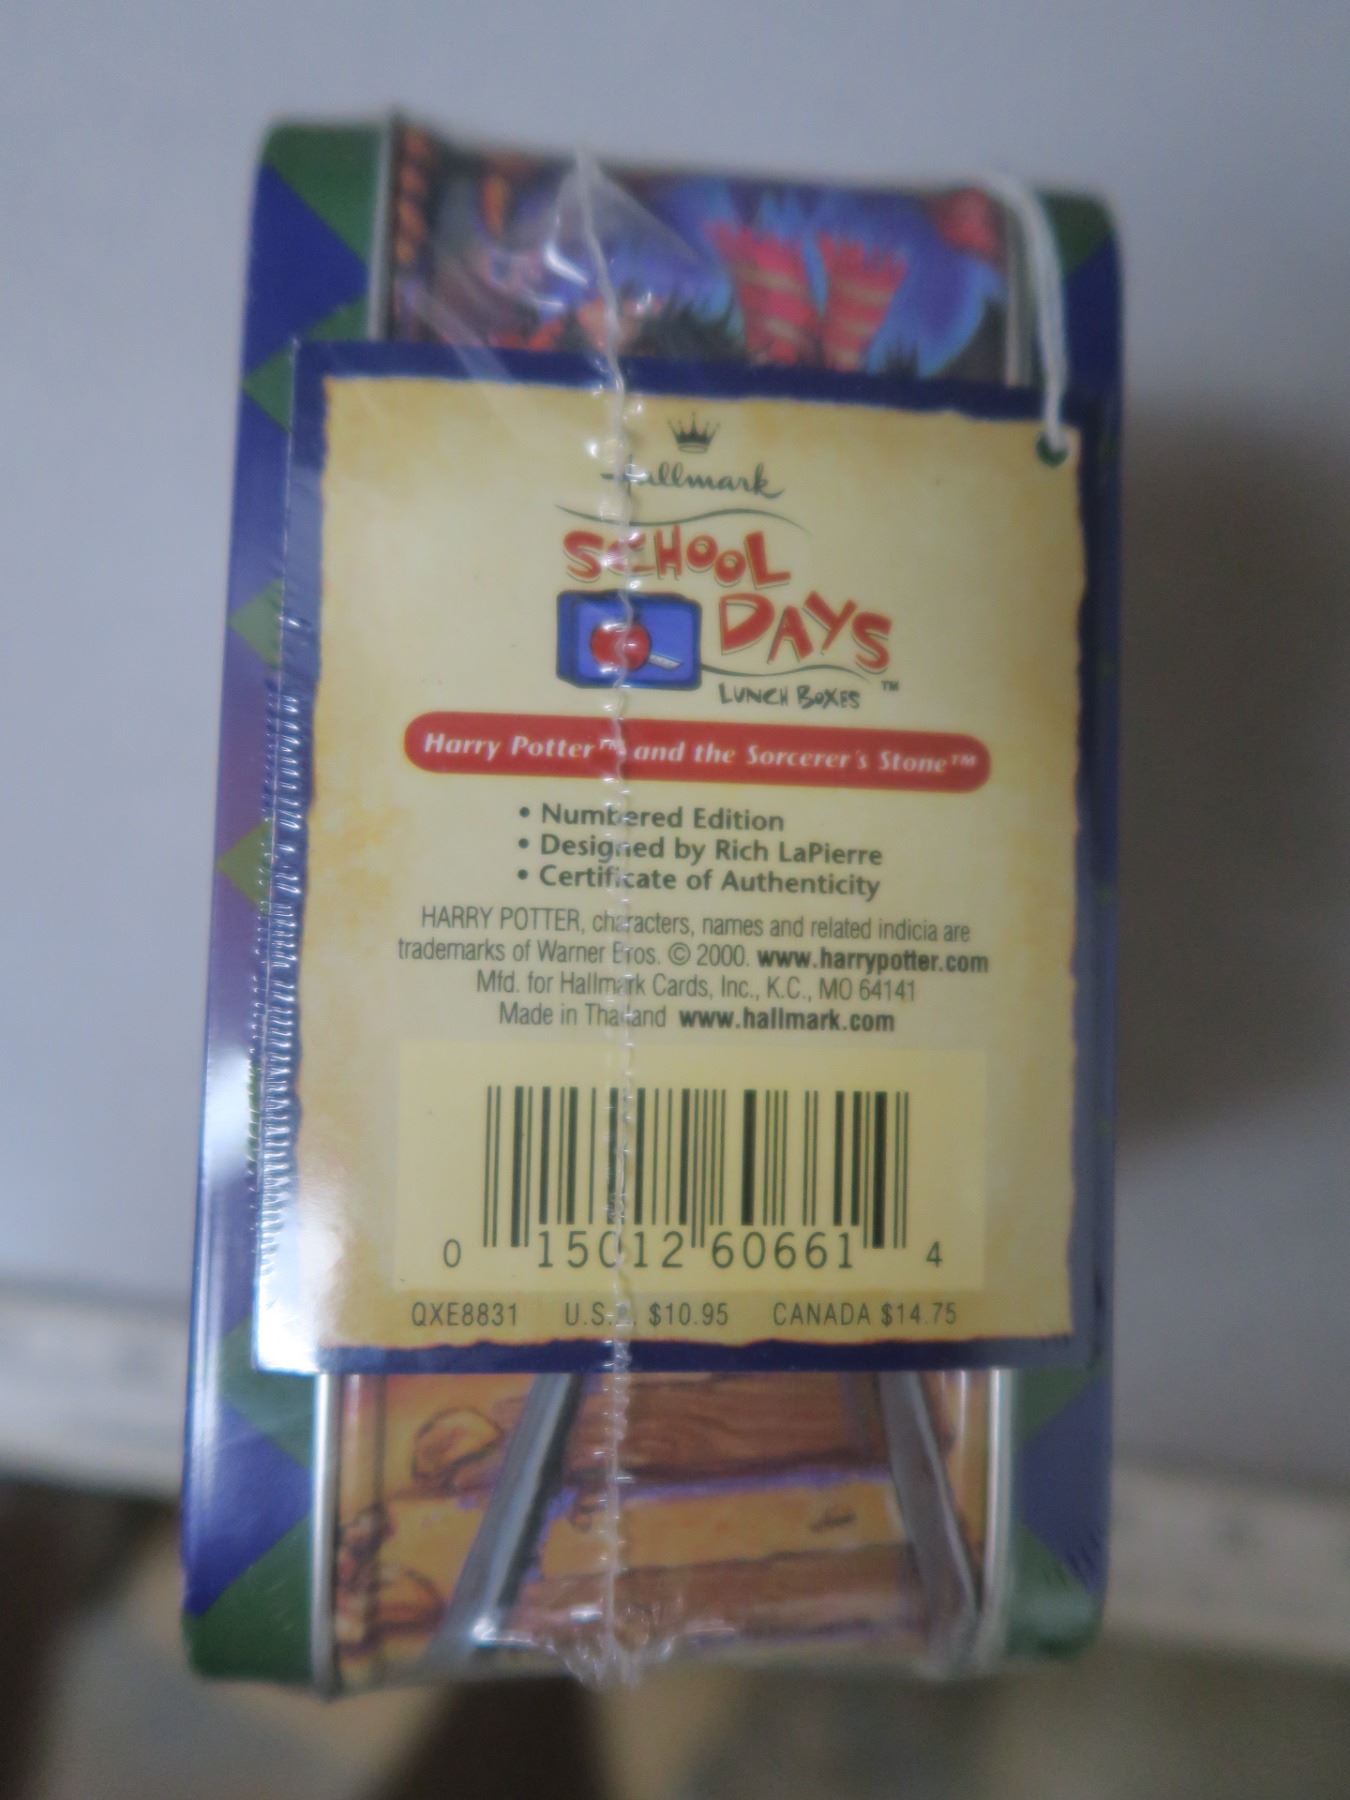 Hallmark
SCHOOL
DAYS
LUNCH BOXES ™
Harry Potter™ and the Sorcerer's Stone™
• Numbered Edition
• Designed by Rich LaPierre
• Certificate of Authenticity
HARRY POTTER, characters, names and related indicia are
trademarks of Warner Bros. © 2000. www.harrypotter.com
Mfd. for Hallmark Cards, Inc., K.C., MO 64141
Made in Thailand www.hallmark.com
0 15012 60661 4
QXE8831 U.S.A. $10.95 CANADA $14.75